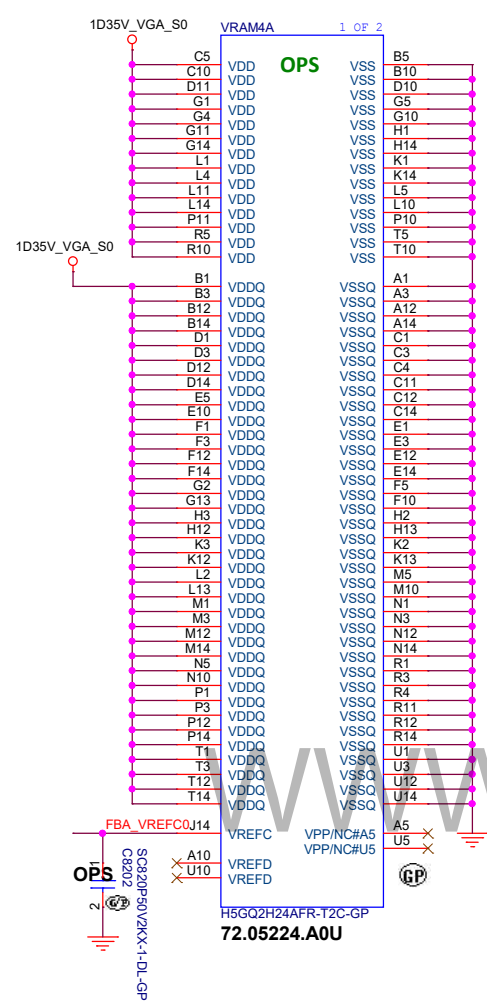 1D35V_VGA_S0
VRAM4A 1 OF 2
OPS
C5 VDD VSS B5
C10 VDD VSS B10
D11 VDD VSS D10
G1 VDD VSS G5
G4 VDD VSS G10
G11 VDD VSS H1
G14 VDD VSS H14
L1 VDD VSS K1
L4 VDD VSS K14
L11 VDD VSS L5
L14 VDD VSS L10
P11 VDD VSS P10
R5 VDD VSS T5
R10 VDD VSS T10
1D35V_VGA_S0
B1 VDDQ VSSQ A1
B3 VDDQ VSSQ A3
B12 VDDQ VSSQ A12
B14 VDDQ VSSQ A14
D1 VDDQ VSSQ C1
D3 VDDQ VSSQ C3
D12 VDDQ VSSQ C4
D14 VDDQ VSSQ C11
E5 VDDQ VSSQ C12
E10 VDDQ VSSQ C14
F1 VDDQ VSSQ E1
F3 VDDQ VSSQ E3
F12 VDDQ VSSQ E12
F14 VDDQ VSSQ E14
G2 VDDQ VSSQ F5
G13 VDDQ VSSQ F10
H3 VDDQ VSSQ H2
H12 VDDQ VSSQ H13
K3 VDDQ VSSQ K2
K12 VDDQ VSSQ K13
L2 VDDQ VSSQ M5
L13 VDDQ VSSQ M10
M1 VDDQ VSSQ N1
M3 VDDQ VSSQ N3
M12 VDDQ VSSQ N12
M14 VDDQ VSSQ N14
N5 VDDQ VSSQ R1
N10 VDDQ VSSQ R3
P1 VDDQ VSSQ R4
P3 VDDQ VSSQ R11
P12 VDDQ VSSQ R12
P14 VDDQ VSSQ R14
T1 VDDQ VSSQ U1
T3 VDDQ VSSQ U3
T12 VDDQ VSSQ U12
T14 VDDQ VSSQ U14
WWW
FBA_VREFC0 J14 VREFC VPP/NC#A5 A5
VPP/NC#U5 U5
A10 VREFD
U10 VREFD
GP
OPS
1
2
GP
C8202
SC820P50V2KX-1-DL-GP
H5GQ2H24AFR-T2C-GP
72.05224.A0U